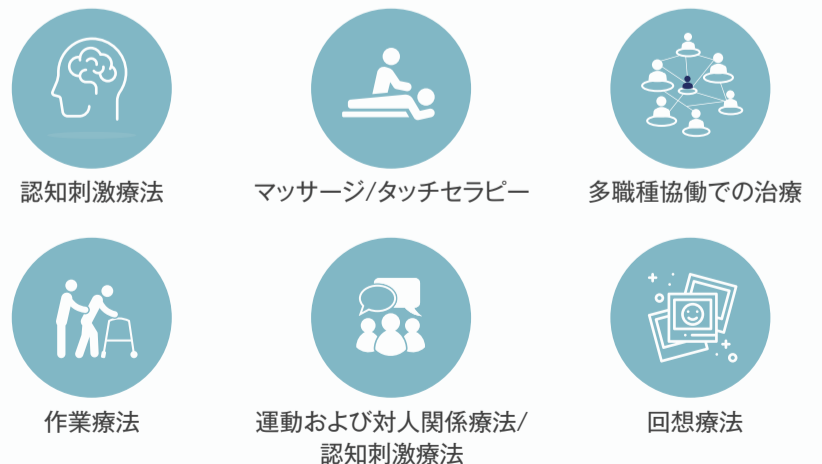 認知刺激療法
マッサージ/タッチセラピー
多職種協働での治療
作業療法
運動および対人関係療法/
認知刺激療法
回想療法